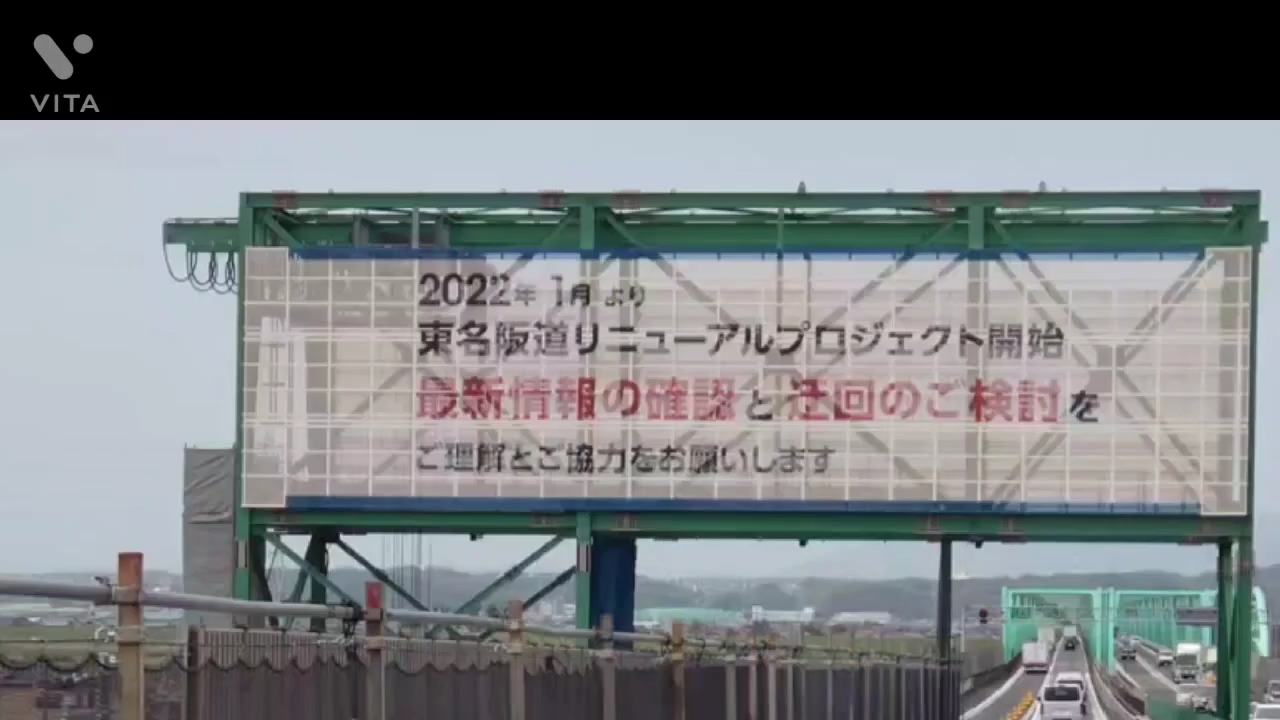 VITA
2022年 1月 より
東名阪道リニューアルプロジェクト開始
最新情報の確認と迂回のご検討を
ご理解とご協力をお願いします